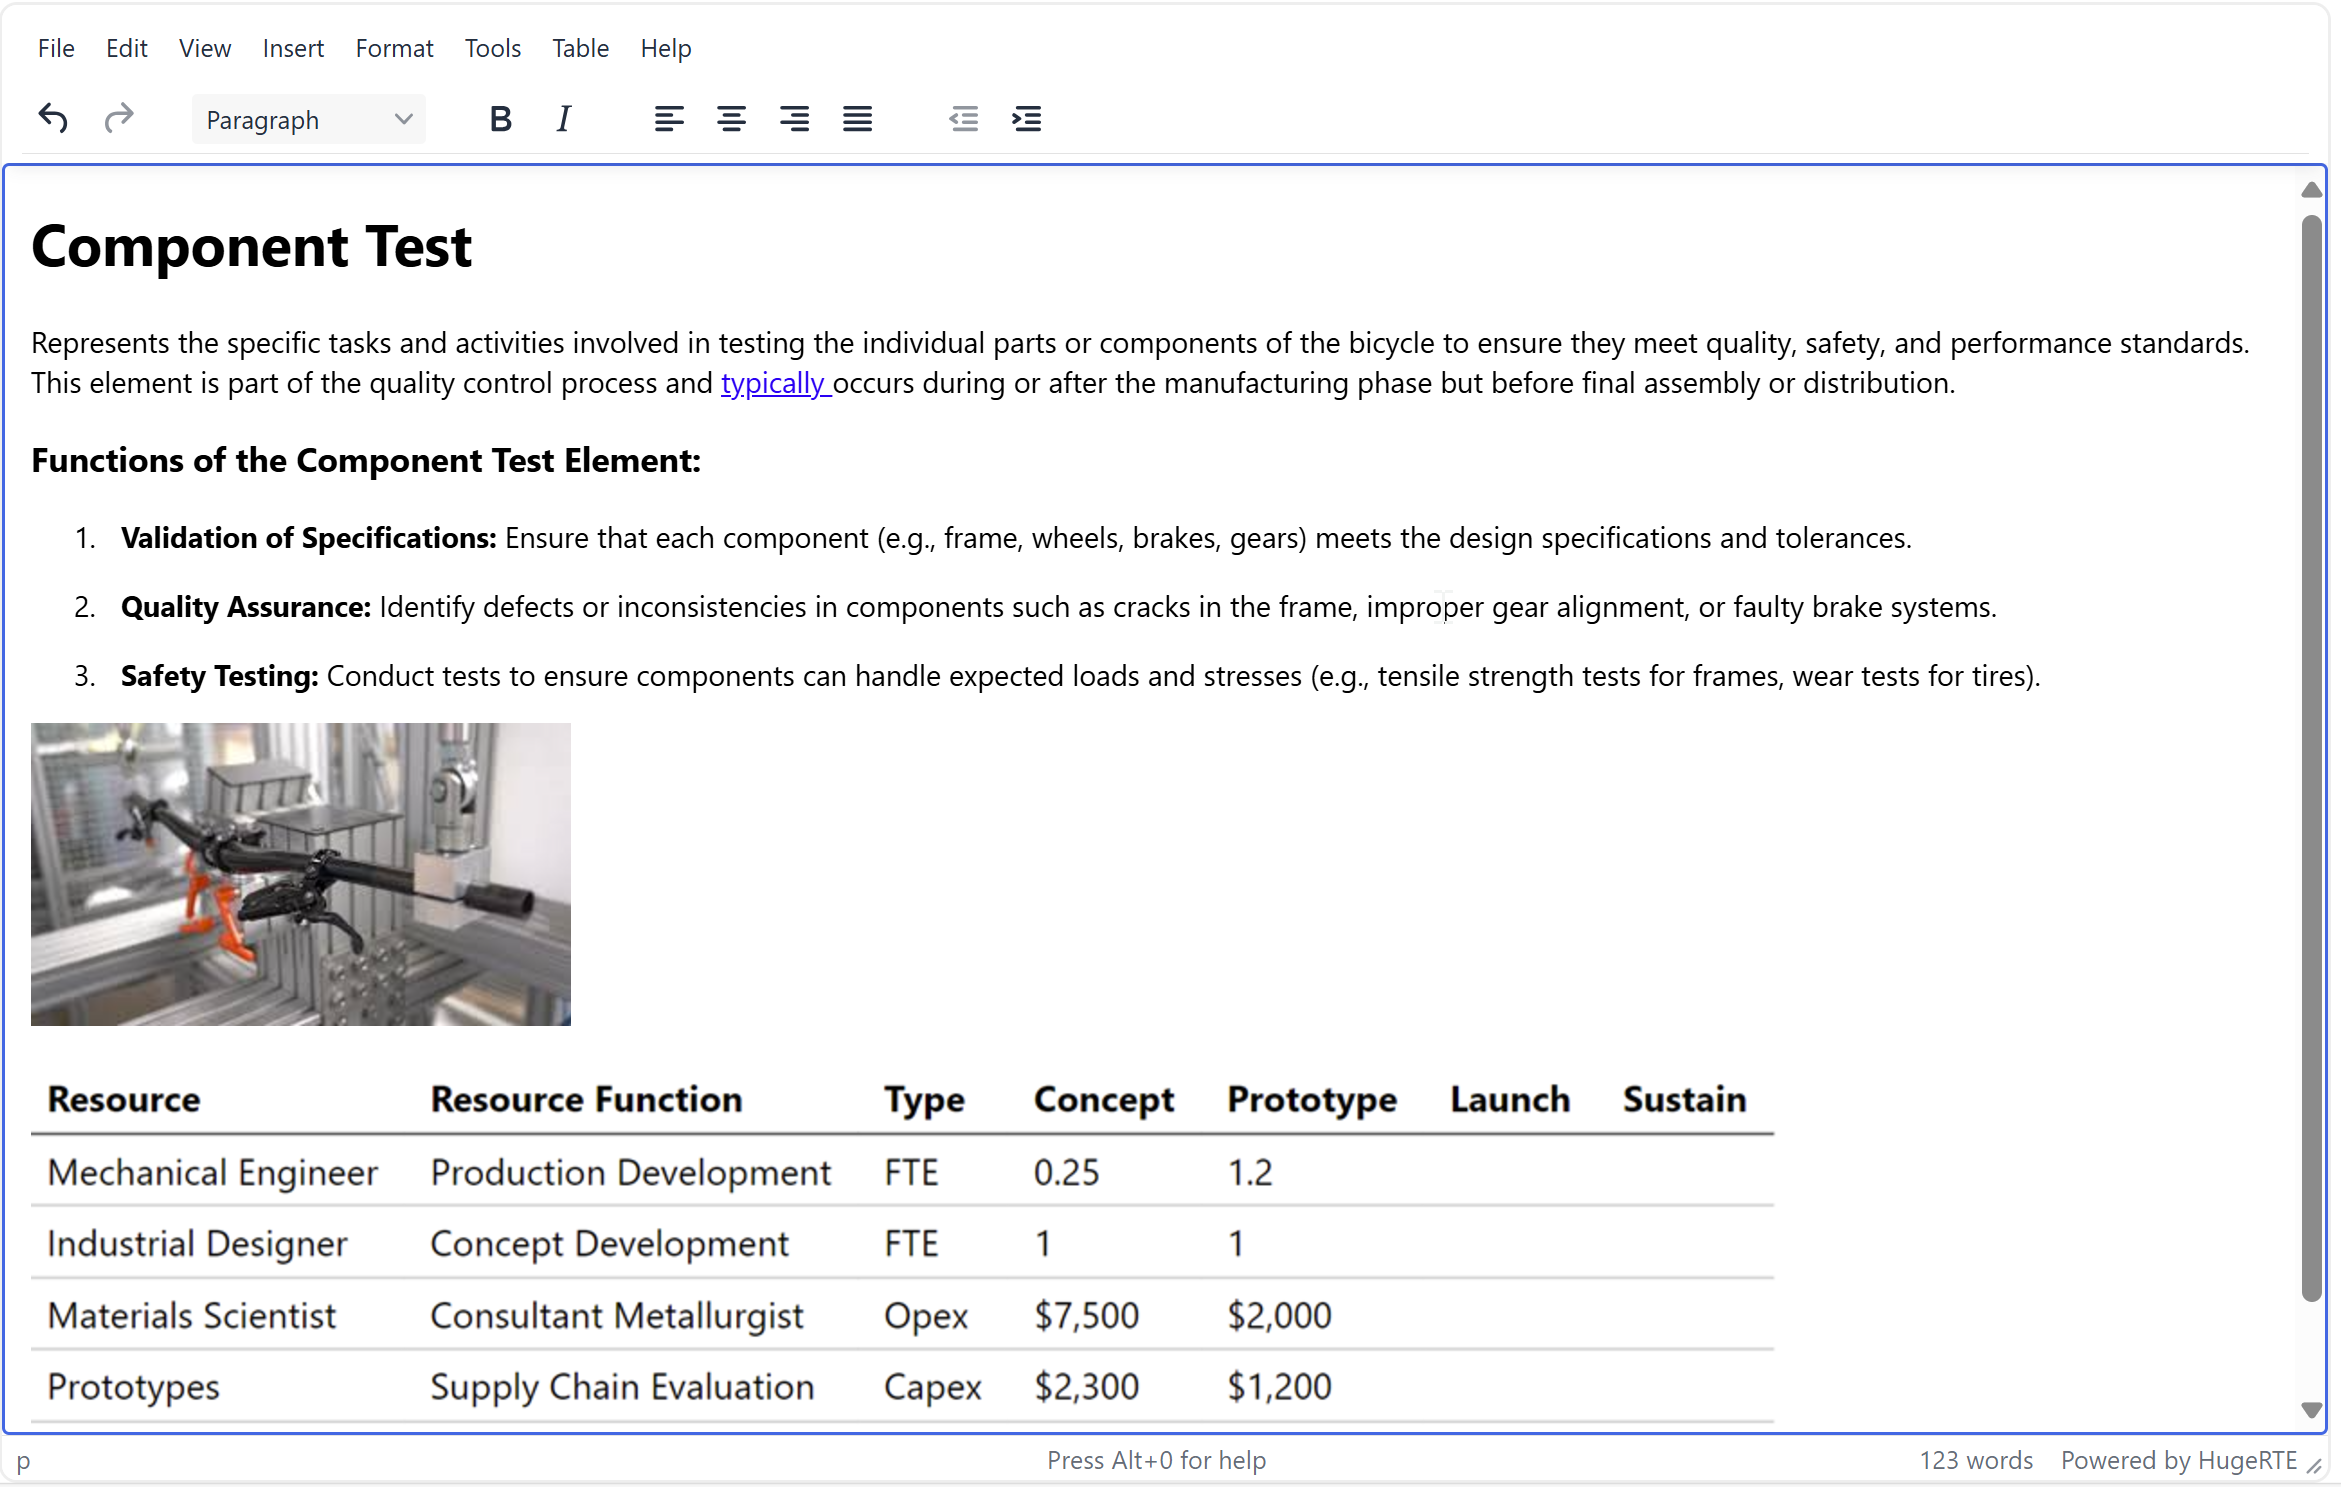 File Edit View Insert Format Tools Table Help
Paragraph B I
Component Test
Represents the specific tasks and activities involved in testing the individual parts or components of the bicycle to ensure they meet quality, safety, and performance standards.
This element is part of the quality control process and typically occurs during or after the manufacturing phase but before final assembly or distribution.
Functions of the Component Test Element:
1. Validation of Specifications: Ensure that each component (e.g., frame, wheels, brakes, gears) meets the design specifications and tolerances.
2. Quality Assurance: Identify defects or inconsistencies in components such as cracks in the frame, improper gear alignment, or faulty brake systems.
3. Safety Testing: Conduct tests to ensure components can handle expected loads and stresses (e.g., tensile strength tests for frames, wear tests for tires).
Resource Resource Function Type Concept Prototype Launch Sustain
Mechanical Engineer Production Development FTE 0.25 1.2
Industrial Designer Concept Development FTE 1 1
Materials Scientist Consultant Metallurgist Opex $7,500 $2,000
Prototypes Supply Chain Evaluation Capex $2,300 $1,200
p Press Alt+0 for help 123 words Powered by HugeRTE